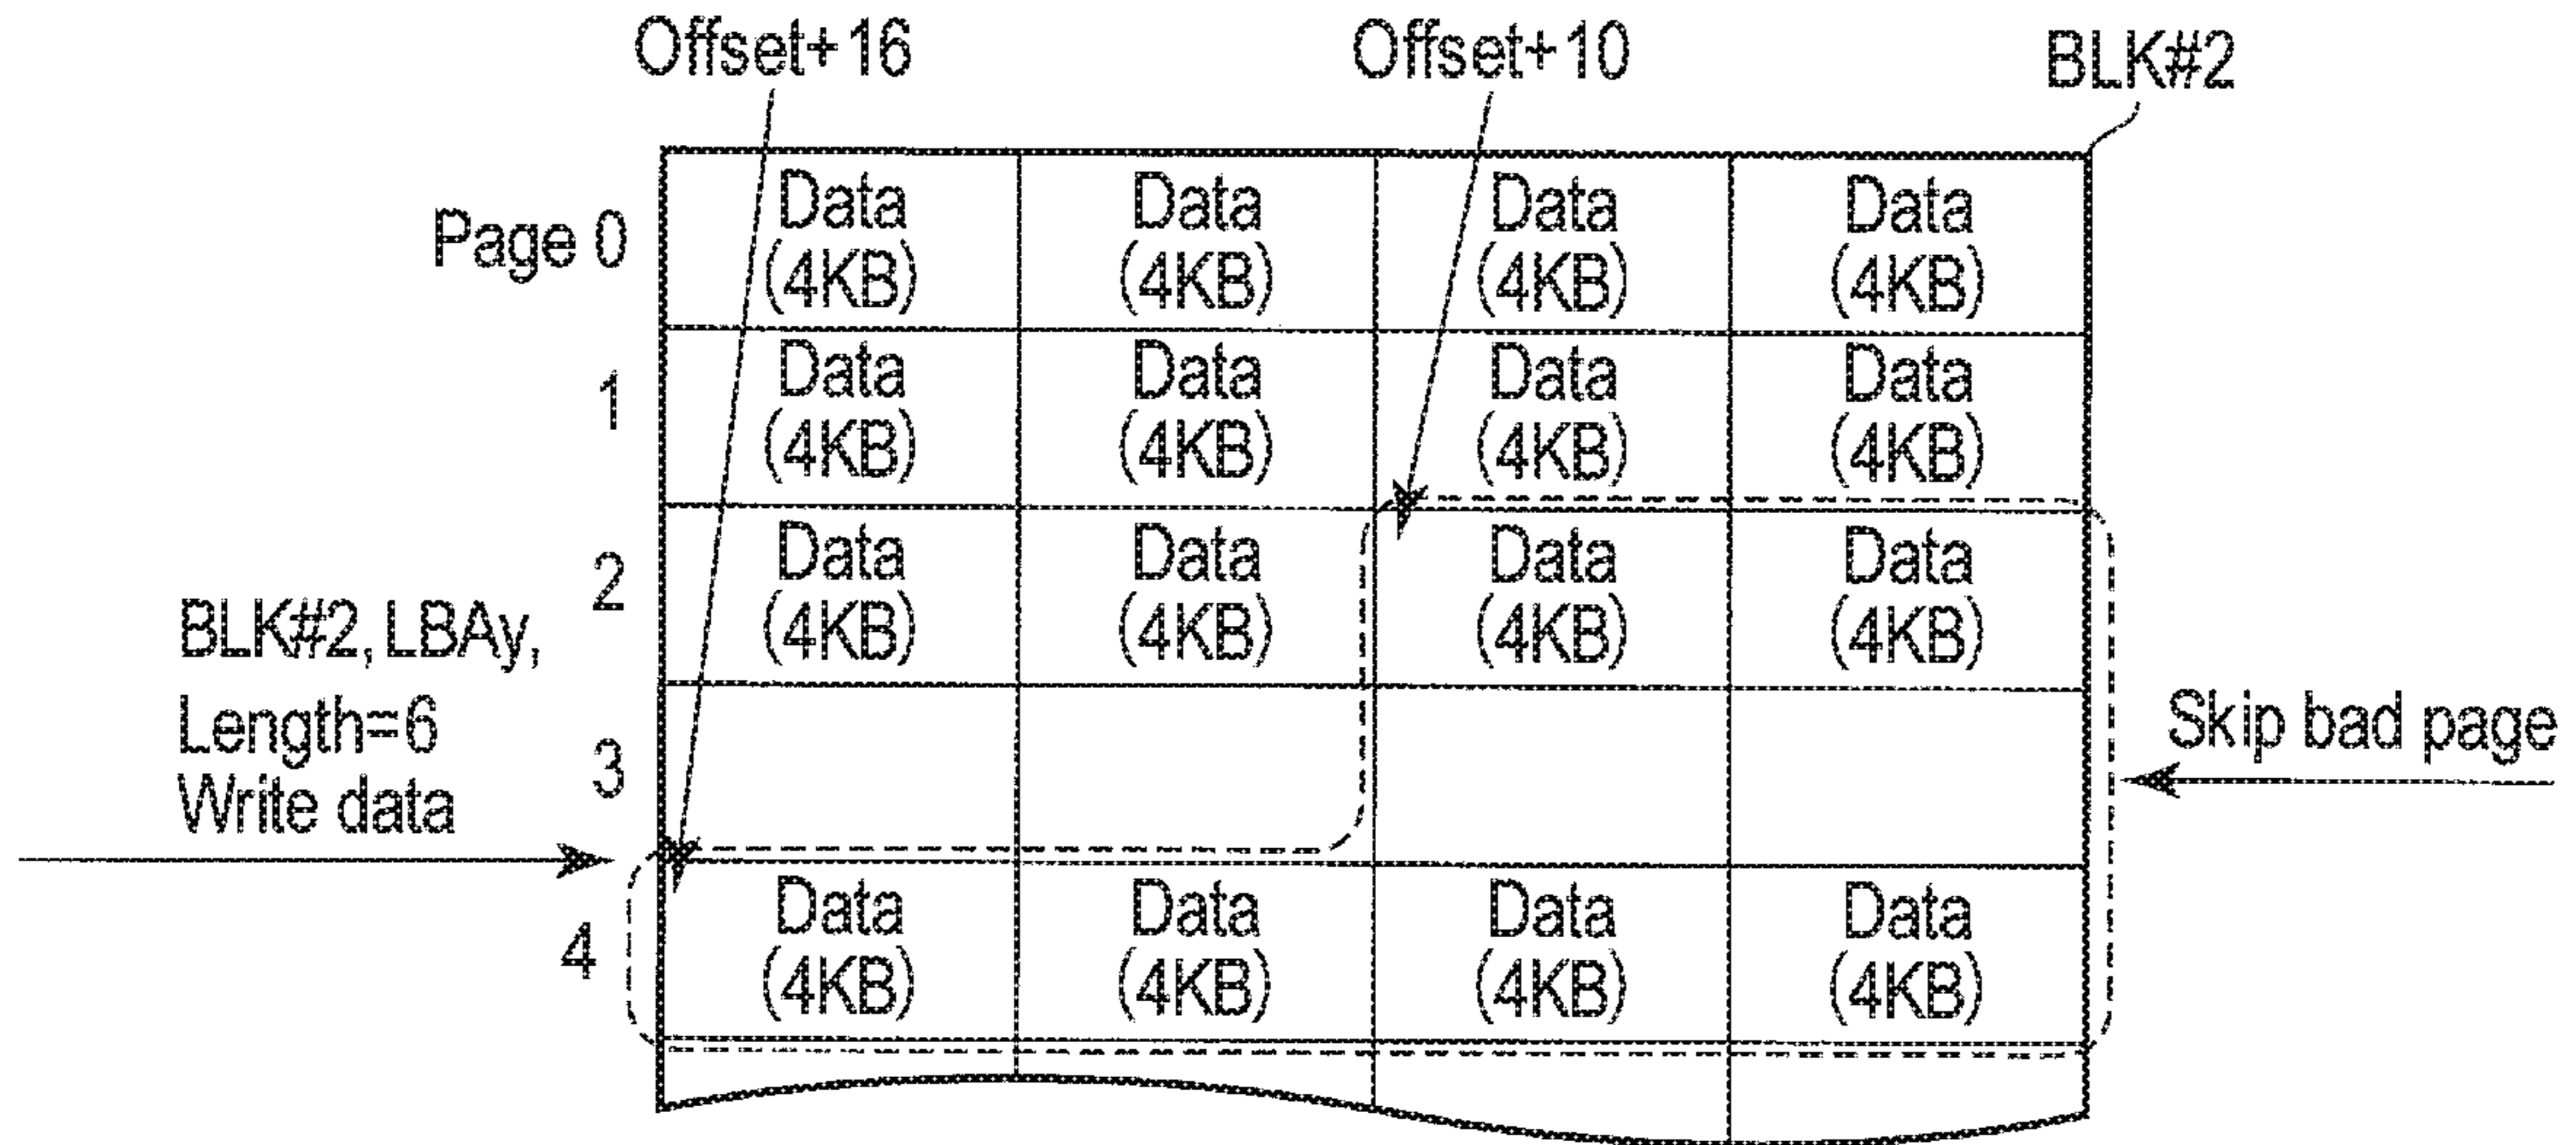 Offset+16
Offset+10
BLK#2
Page 0
Data
(4KB)
Data
(4KB)
Data
(4KB)
Data
(4KB)
1
Data
(4KB)
Data
(4KB)
Data
(4KB)
Data
(4KB)
2
Data
(4KB)
Data
(4KB)
Data
(4KB)
Data
(4KB)
BLK#2, LBAy,
Length=6
Write data
3
Skip bad page
4
Data
(4KB)
Data
(4KB)
Data
(4KB)
Data
(4KB)